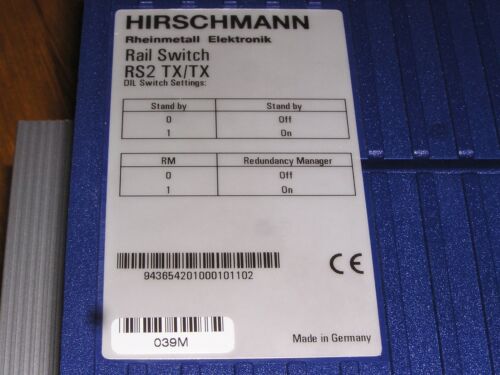 HIRSCHMANN
Rheinmetall Elektronik
Rail Switch
RS2 TX/TX
DIL Switch Settings:
Stand by Stand by
0 Off
1 On
RM Redundancy Manager
0 Off
1 On
943654201000101102
CE
039M
Made in Germany